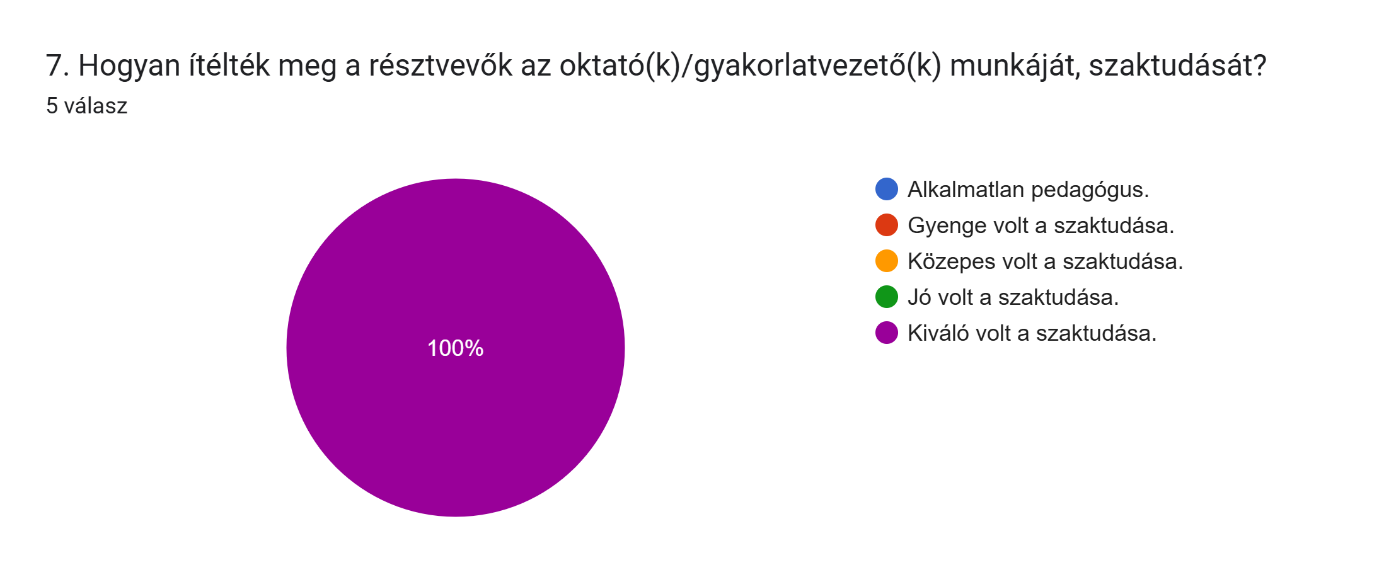 7. Hogyan ítélték meg a résztvevők az oktató(k)/gyakorlatvezető(k) munkáját, szaktudását?
5 válasz
100%
Alkalmatlan pedagógus.
Gyenge volt a szaktudása.
Közepes volt a szaktudása.
Jó volt a szaktudása.
Kiváló volt a szaktudása.